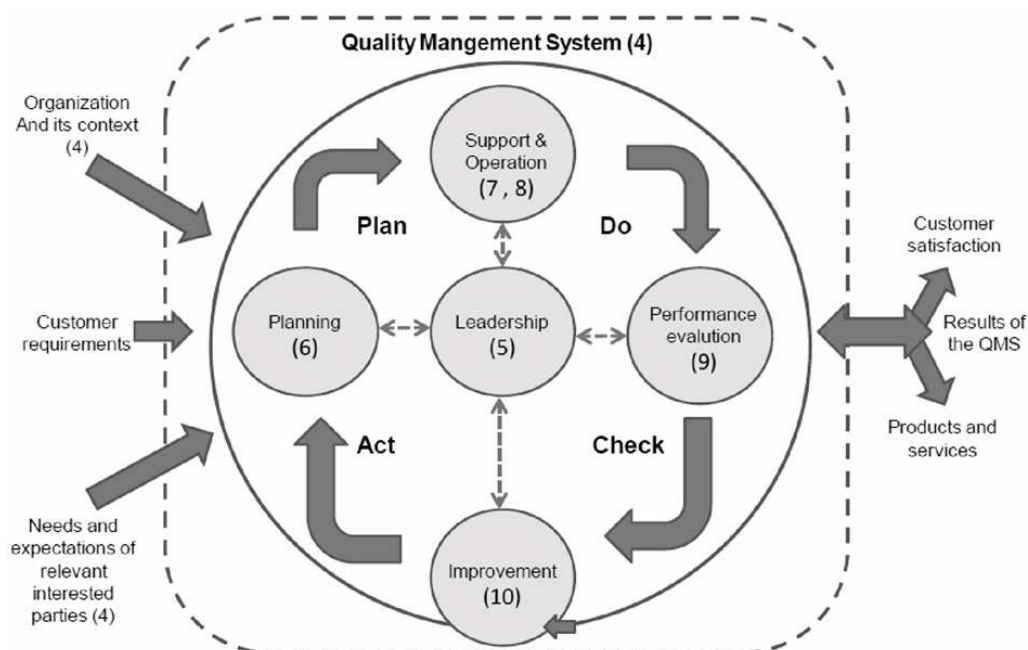 Quality Mangement System (4)
Organization
And its context
(4)
Support &
Operation
(7 , 8)
Plan
Do
Customer
satisfaction
Customer
requirements
Planning
(6)
Leadership
(5)
Performance
evalution
(9)
Results of
the QMS
Act
Check
Products and
services
Needs and
expectations of
relevant
interested
parties (4)
Improvement
(10)